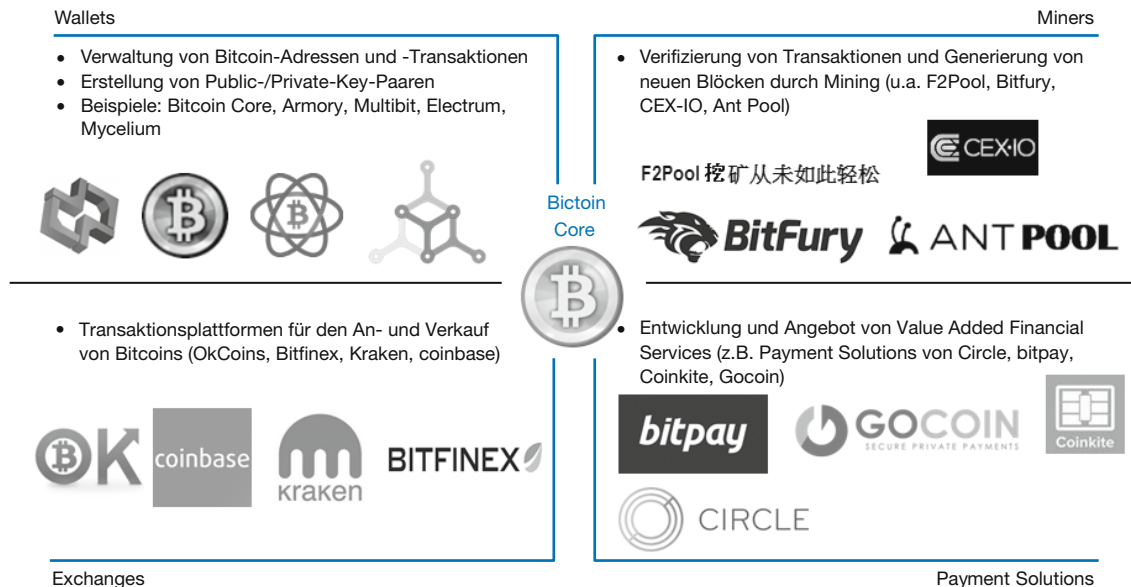 Wallets
• Verwaltung von Bitcoin-Adressen und -Transaktionen
• Erstellung von Public-/Private-Key-Paaren
• Beispiele: Bitcoin Core, Armory, Multibit, Electrum,
Mycelium
Miners
• Verifizierung von Transaktionen und Generierung von
neuen Blöcken durch Mining (u.a. F2Pool, Bitfury,
CEX-IO, Ant Pool)
CEX·IO
F2Pool 挖矿从未如此轻松
BitFury
ANTPOOL
Bictoin
Core
• Transaktionsplattformen für den An- und Verkauf
von Bitcoins (OkCoins, Bitfinex, Kraken, coinbase)
OK
coinbase
kraken
BITFINEX
Exchanges
• Entwicklung und Angebot von Value Added Financial
Services (z.B. Payment Solutions von Circle, bitpay,
Coinkite, Gocoin)
bitpay
GOCOIN
SECURE PRIVATE PAYMENTS
Coinkite
CIRCLE
Payment Solutions